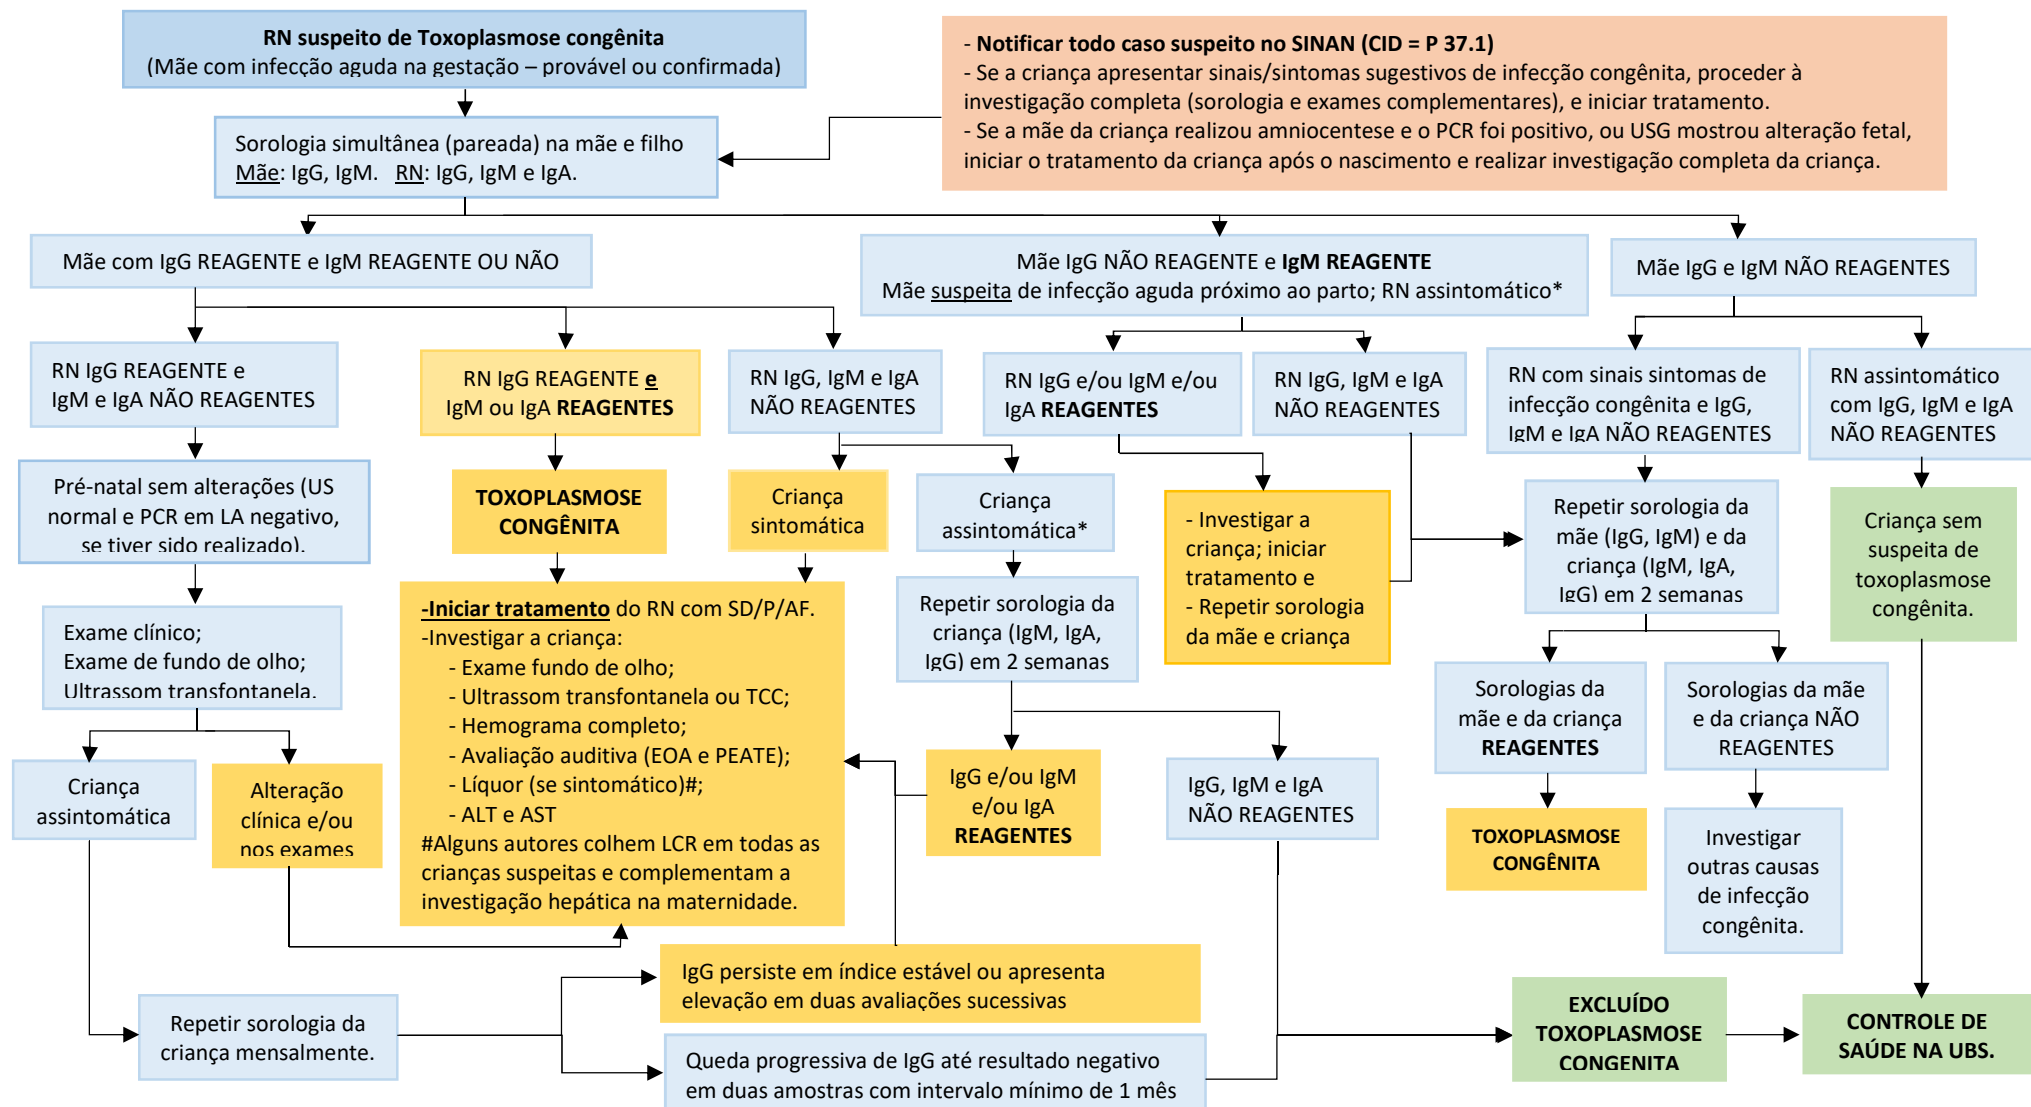 RN suspeito de Toxoplasmose congênita
(Mãe com infecção aguda na gestação – provável ou confirmada)
- Notificar todo caso suspeito no SINAN (CID = P 37.1)
- Se a criança apresentar sinais/sintomas sugestivos de infecção congênita, proceder à
investigação completa (sorologia e exames complementares), e iniciar tratamento.
- Se a mãe da criança realizou amniocentese e o PCR foi positivo, ou USG mostrou alteração fetal,
iniciar o tratamento da criança após o nascimento e realizar investigação completa da criança.
Sorologia simultânea (pareada) na mãe e filho
Mãe: IgG, IgM. RN: IgG, IgM e IgA.
Mãe com IgG REAGENTE e IgM REAGENTE OU NÃO
Mãe IgG NÃO REAGENTE e IgM REAGENTE
Mãe suspeita de infecção aguda próximo ao parto; RN assintomático*
Mãe IgG e IgM NÃO REAGENTES
RN IgG REAGENTE e
IgM e IgA NÃO REAGENTES
RN IgG REAGENTE e
IgM ou IgA REAGENTES
RN IgG, IgM e IgA
NÃO REAGENTES
RN IgG e/ou IgM e/ou
IgA REAGENTES
RN IgG, IgM e IgA
NÃO REAGENTES
RN com sinais sintomas de
infecção congênita e IgG,
IgM e IgA NÃO REAGENTES
RN assintomático
com IgG, IgM e IgA
NÃO REAGENTES
Pré-natal sem alterações (US
normal e PCR em LA negativo,
se tiver sido realizado).
TOXOPLASMOSE
CONGÊNITA
Criança
sintomática
Criança
assintomática*
- Investigar a
criança; iniciar
tratamento e
- Repetir sorologia
da mãe e criança
Repetir sorologia da
mãe (IgG, IgM) e da
criança (IgM, IgA,
IgG) em 2 semanas
Criança sem
suspeita de
toxoplasmose
congênita.
Exame clínico;
Exame de fundo de olho;
Ultrassom transfontanela.
-Iniciar tratamento do RN com SD/P/AF.
-Investigar a criança:
- Exame fundo de olho;
- Ultrassom transfontanela ou TCC;
- Hemograma completo;
- Avaliação auditiva (EOA e PEATE);
- Líquor (se sintomático)#;
- ALT e AST
#Alguns autores colhem LCR em todas as
crianças suspeitas e complementam a
investigação hepática na maternidade.
Repetir sorologia da
criança (IgM, IgA,
IgG) em 2 semanas
Sorologias da
mãe e da criança
REAGENTES
Sorologias da mãe
e da criança NÃO
REAGENTES
Criança
assintomática
Alteração
clínica e/ou
nos exames
IgG e/ou IgM
e/ou IgA
REAGENTES
IgG, IgM e IgA
NÃO REAGENTES
TOXOPLASMOSE
CONGÊNITA
Investigar
outras causas
de infecção
congênita.
Repetir sorologia da
criança mensalmente.
IgG persiste em índice estável ou apresenta
elevação em duas avaliações sucessivas
Queda progressiva de IgG até resultado negativo
em duas amostras com intervalo mínimo de 1 mês
EXCLUÍDO
TOXOPLASMOSE
CONGENITA
CONTROLE DE
SAÚDE NA UBS.